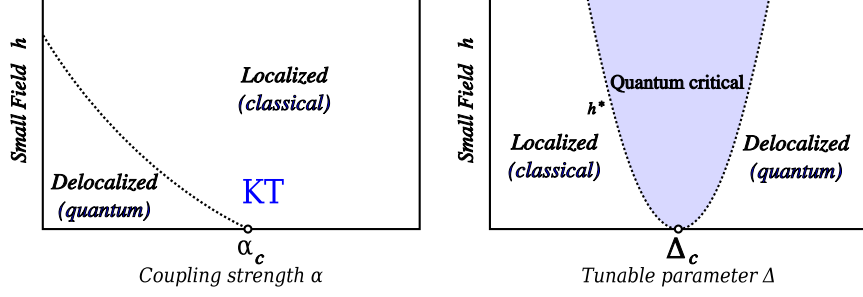 Small Field h
Localized
(classical)
Delocalized
(quantum)
KT
αc
Coupling strength α
Small Field h
Quantum critical
h*
Localized
(classical)
Delocalized
(quantum)
Δc
Tunable parameter Δ